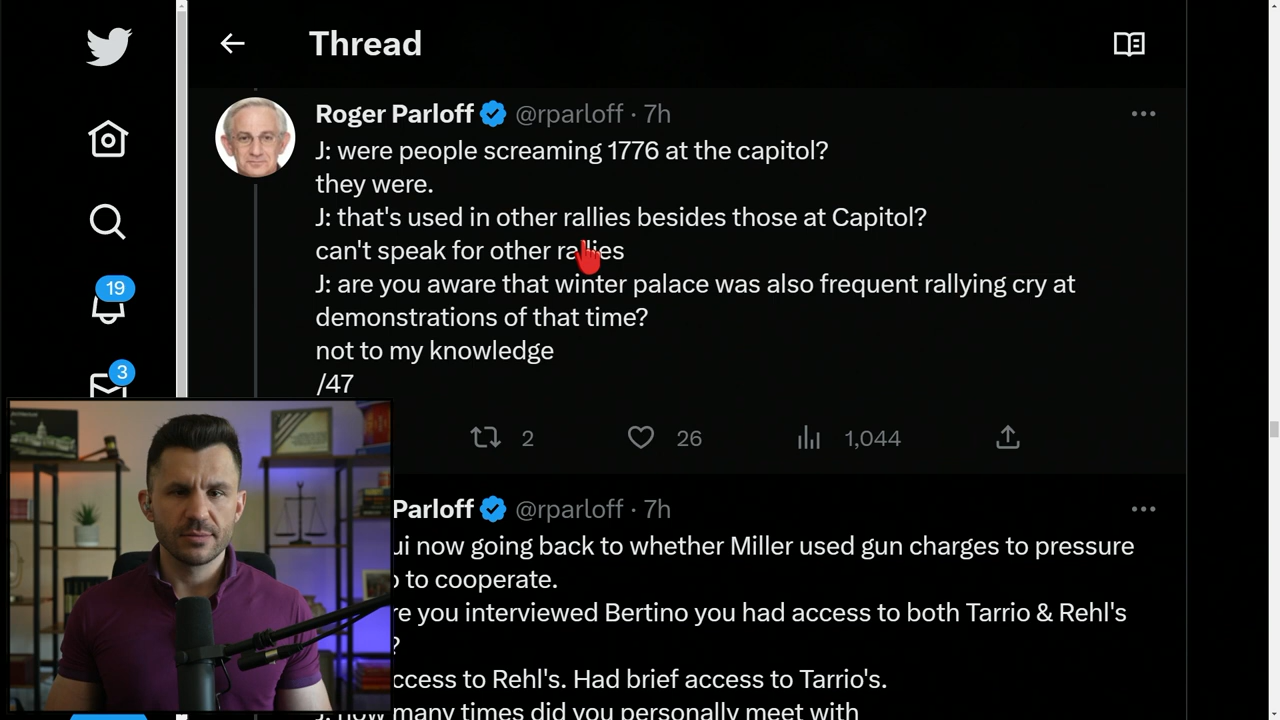 Thread
Roger Parloff @rparloff · 7h
J: were people screaming 1776 at the capitol?
they were.
J: that's used in other rallies besides those at Capitol?
can't speak for other rallies
J: are you aware that winter palace was also frequent rallying cry at
demonstrations of that time?
not to my knowledge
/47
19
3
2
26
1,044
Parloff @rparloff · 7h
ui now going back to whether Miller used gun charges to pressure
o to cooperate.
re you interviewed Bertino you had access to both Tarrio & Rehl's
?
ccess to Rehl's. Had brief access to Tarrio's.
J: how many times did you personally meet with